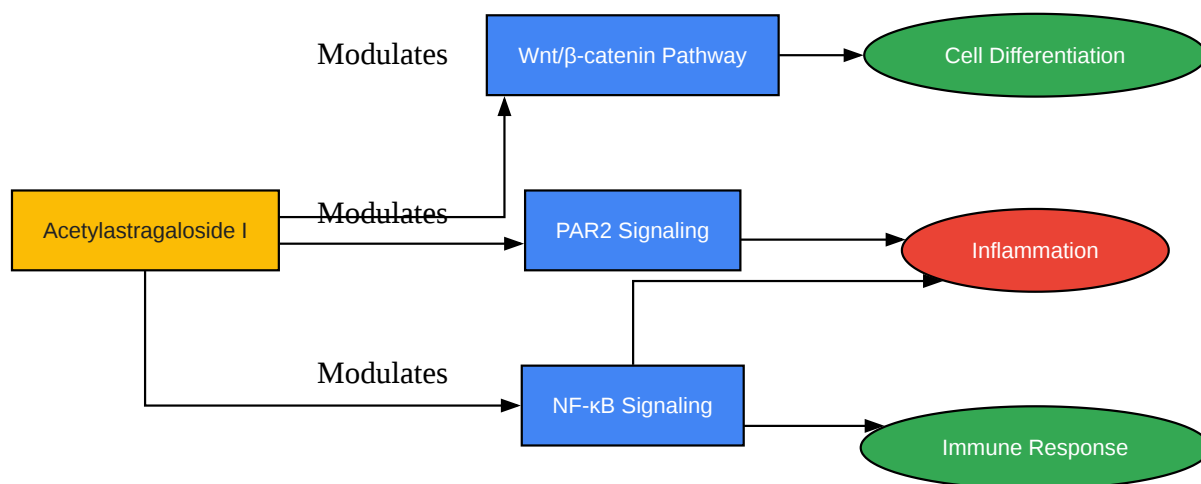 Modulates
Wnt/β-catenin Pathway
Cell Differentiation
Acetylastragaloside I
Modulates
PAR2 Signaling
Inflammation
Modulates
NF-κB Signaling
Immune Response